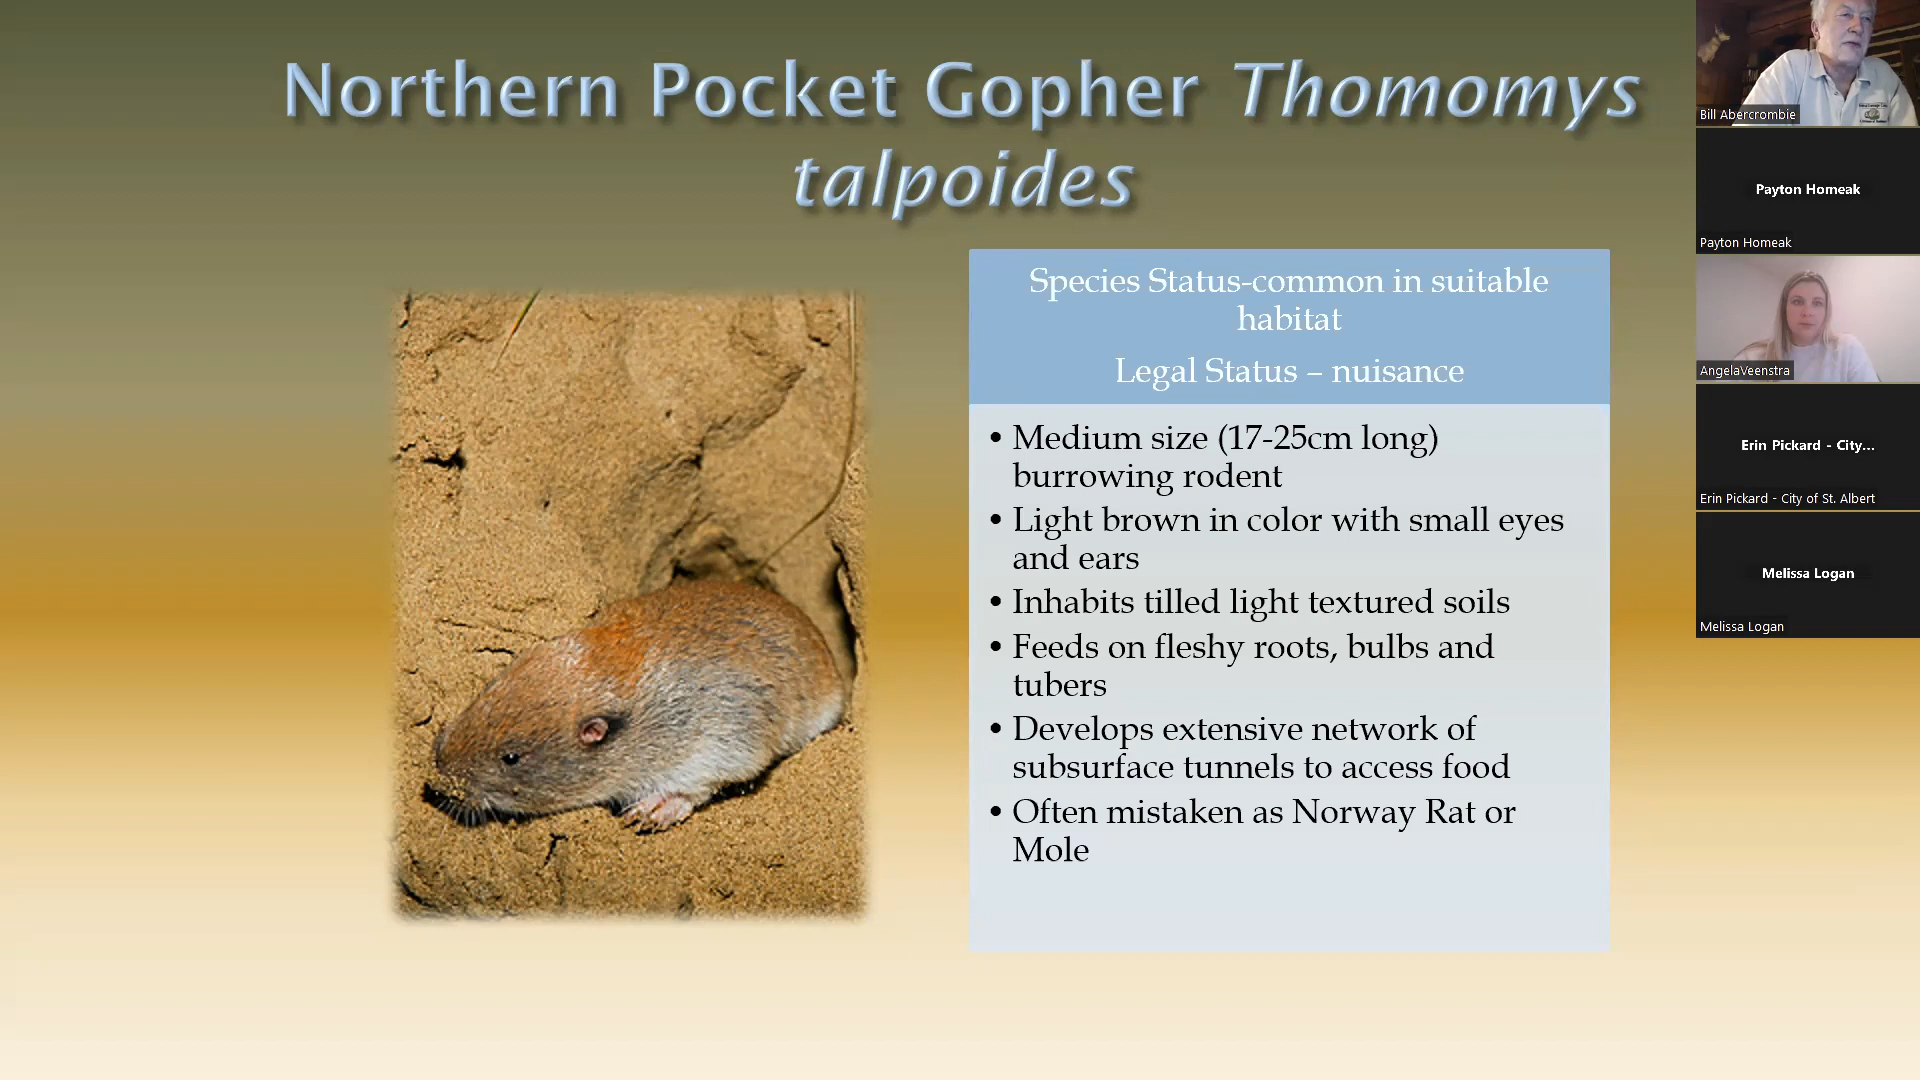 Northern Pocket Gopher Thomomys
talpoides
Species Status-common in suitable
habitat
Legal Status – nuisance
• Medium size (17-25cm long)
burrowing rodent
• Light brown in color with small eyes
and ears
• Inhabits tilled light textured soils
• Feeds on fleshy roots, bulbs and
tubers
• Develops extensive network of
subsurface tunnels to access food
• Often mistaken as Norway Rat or
Mole
Bill Abercrombie
Payton Homeak
Payton Homeak
AngelaVeenstra
Erin Pickard - City...
Erin Pickard - City of St. Albert
Melissa Logan
Melissa Logan